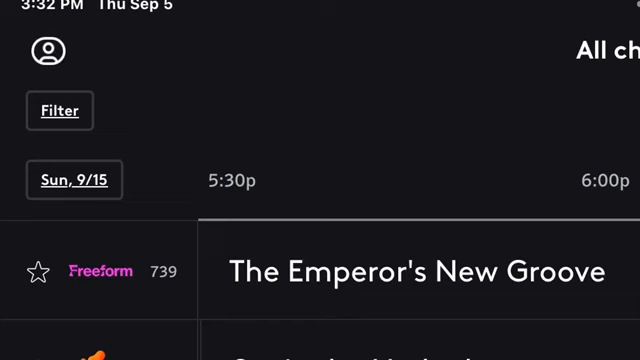 3:32 PM Thu Sep 5
All ch
Filter
Sun, 9/15
5:30p
6:00p
Freeform 739
The Emperor's New Groove